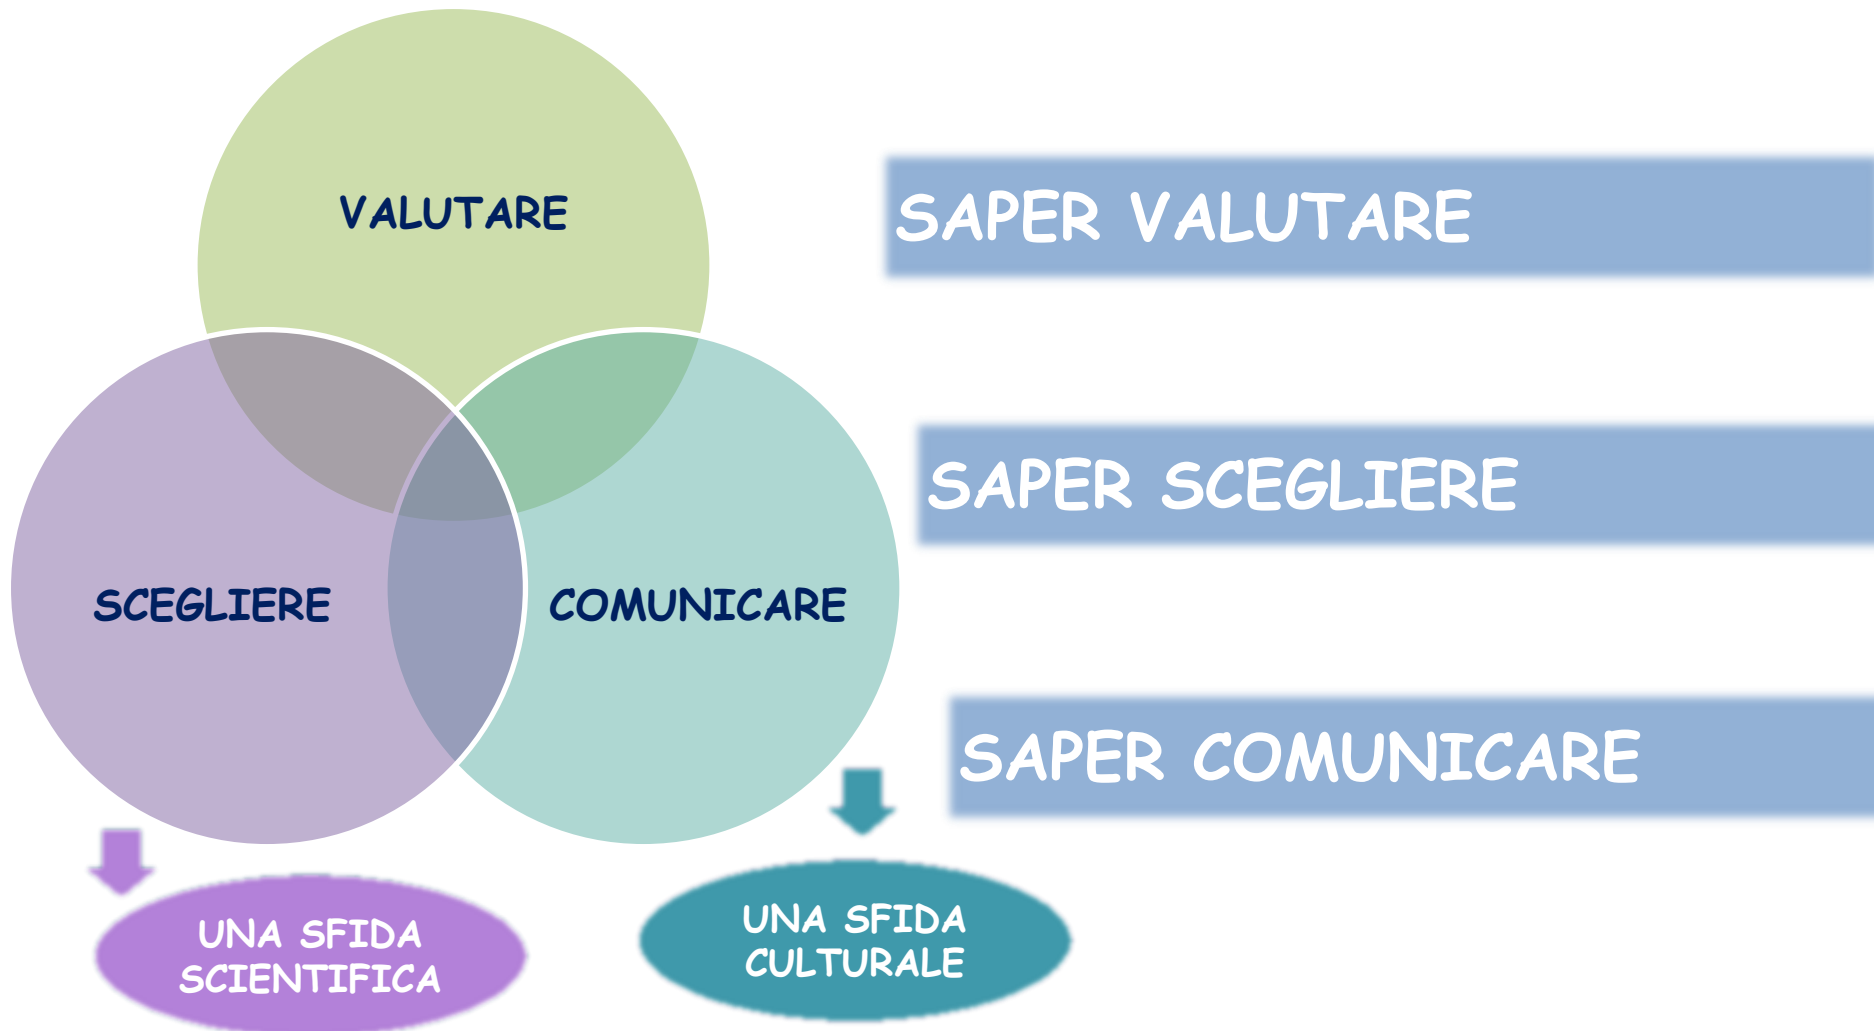 VALUTARE
SCEGLIERE
COMUNICARE
UNA SFIDA
SCIENTIFICA
UNA SFIDA
CULTURALE
SAPER VALUTARE
SAPER SCEGLIERE
SAPER COMUNICARE